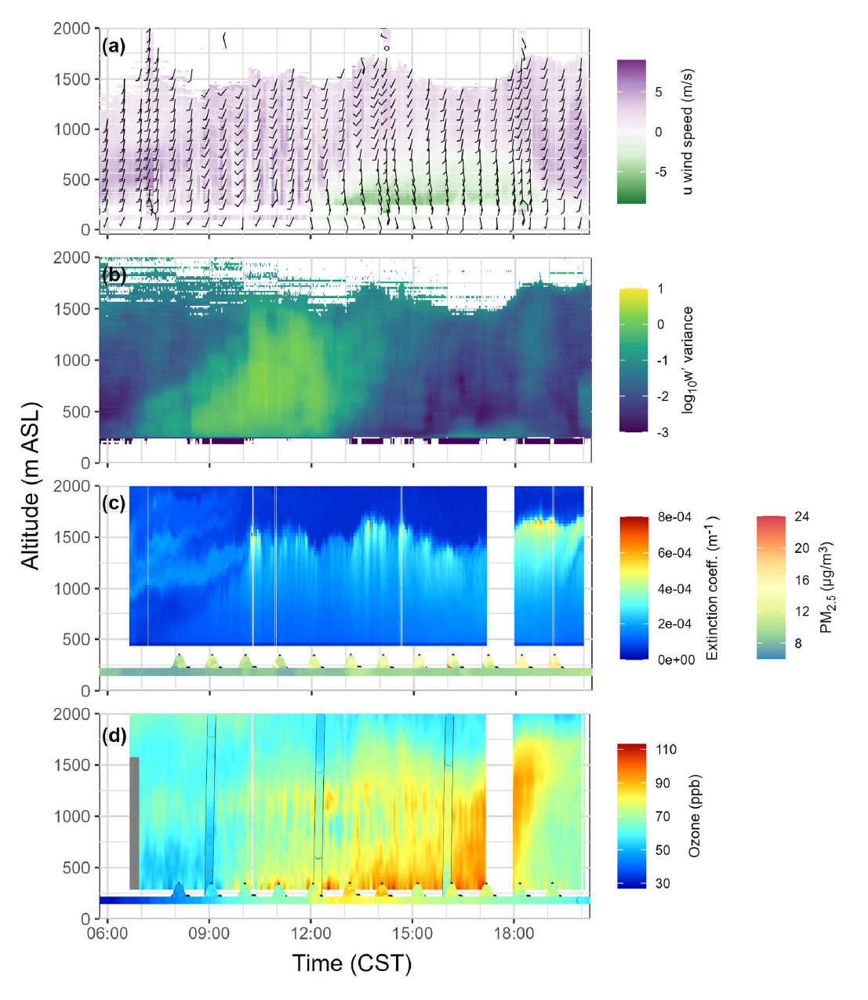 2000
1500
1000
500
0
(a)
5
0
-5
u wind speed (m/s)
2000
1500
1000
500
0
(b)
1
0
-1
-2
-3
log10w' variance
Altitude (m ASL)
2000
1500
1000
500
0
(c)
8e-04
6e-04
4e-04
2e-04
0e+00
Extinction coeff. (m-1)
24
20
16
12
8
PM2.5 (µg/m3)
2000
1500
1000
500
0
(d)
110
90
70
50
30
Ozone (ppb)
06:00 09:00 12:00 15:00 18:00
Time (CST)